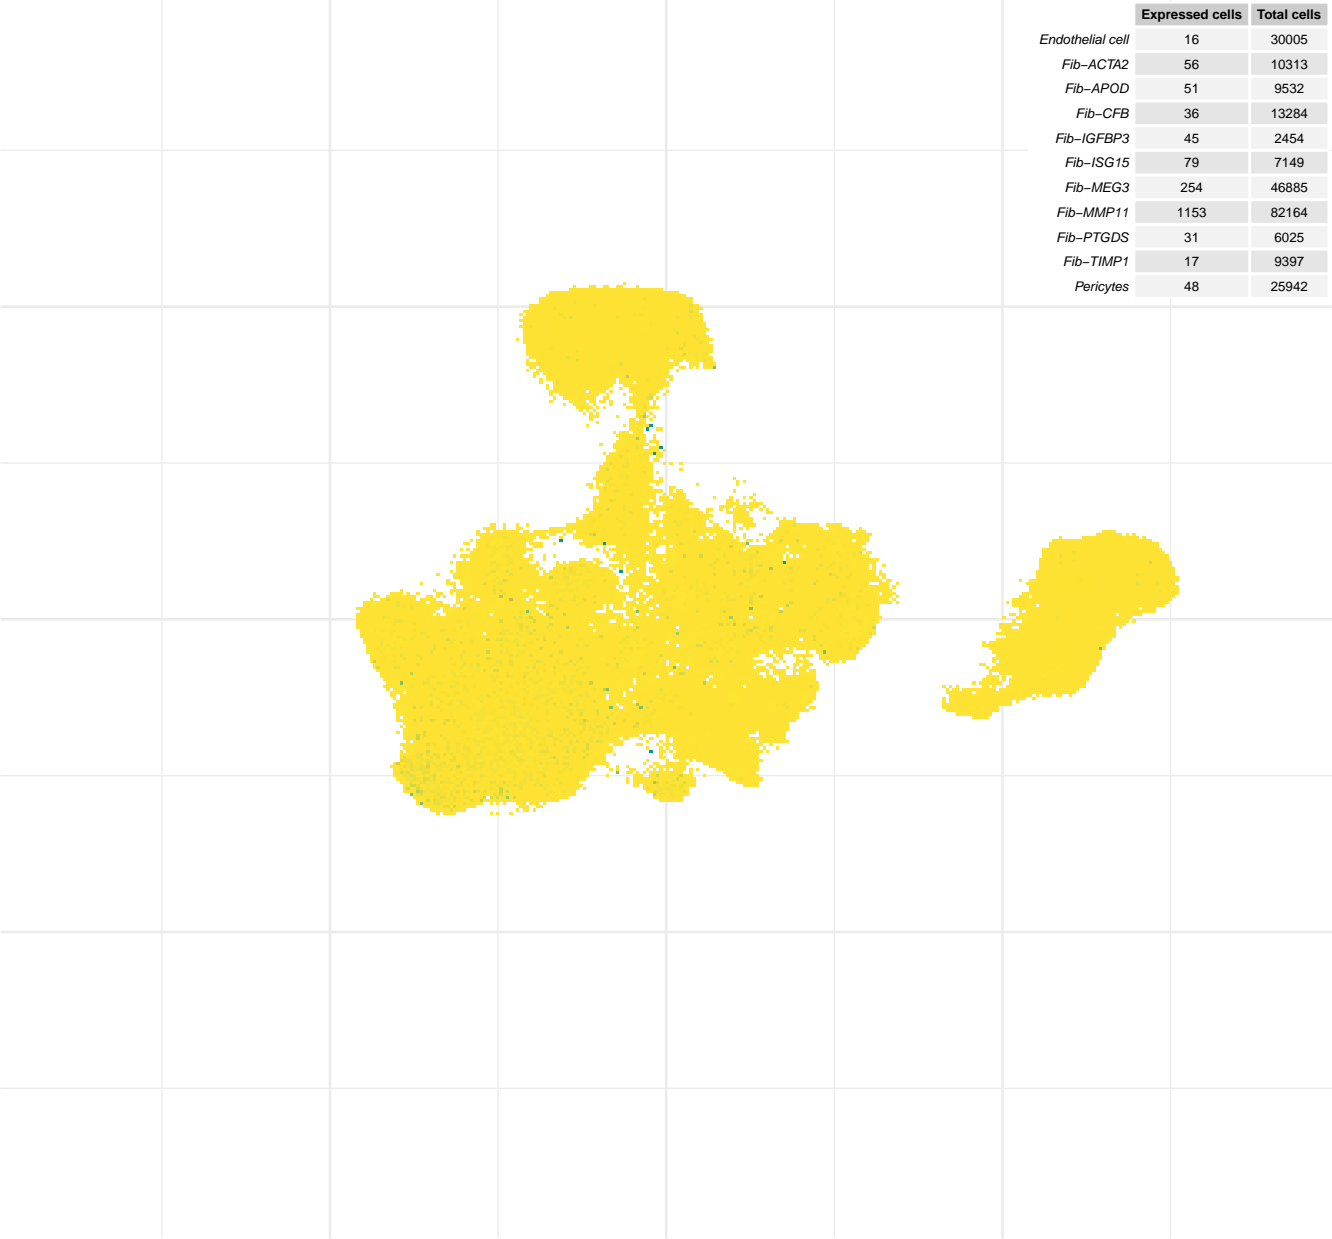 Expressed cells Total cells
Endothelial cell 16 30005
Fib−ACTA2 56 10313
Fib−APOD 51 9532
Fib−CFB 36 13284
Fib−IGFBP3 45 2454
Fib−ISG15 79 7149
Fib−MEG3 254 46885
Fib−MMP11 1153 82164
Fib−PTGDS 31 6025
Fib−TIMP1 17 9397
Pericytes 48 25942